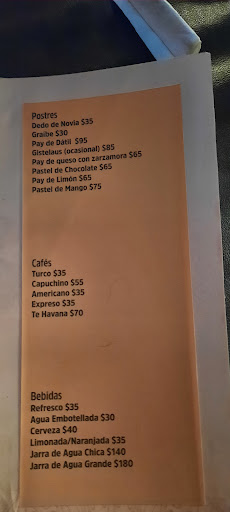 Postres
Dedo de Novia $35
Graibe $30
Pay de Dátil $95
Gistelaus (ocasional) $85
Pay de queso con zarzamora $65
Pastel de Chocolate $65
Pay de Limón $65
Pastel de Mango $75
Cafés
Turco $35
Capuchino $55
Americano $35
Expreso $35
Te Havana $70
Bebidas
Refresco $35
Agua Embotellada $30
Cerveza $40
Limonada/Naranjada $35
Jarra de Agua Chica $140
Jarra de Agua Grande $180